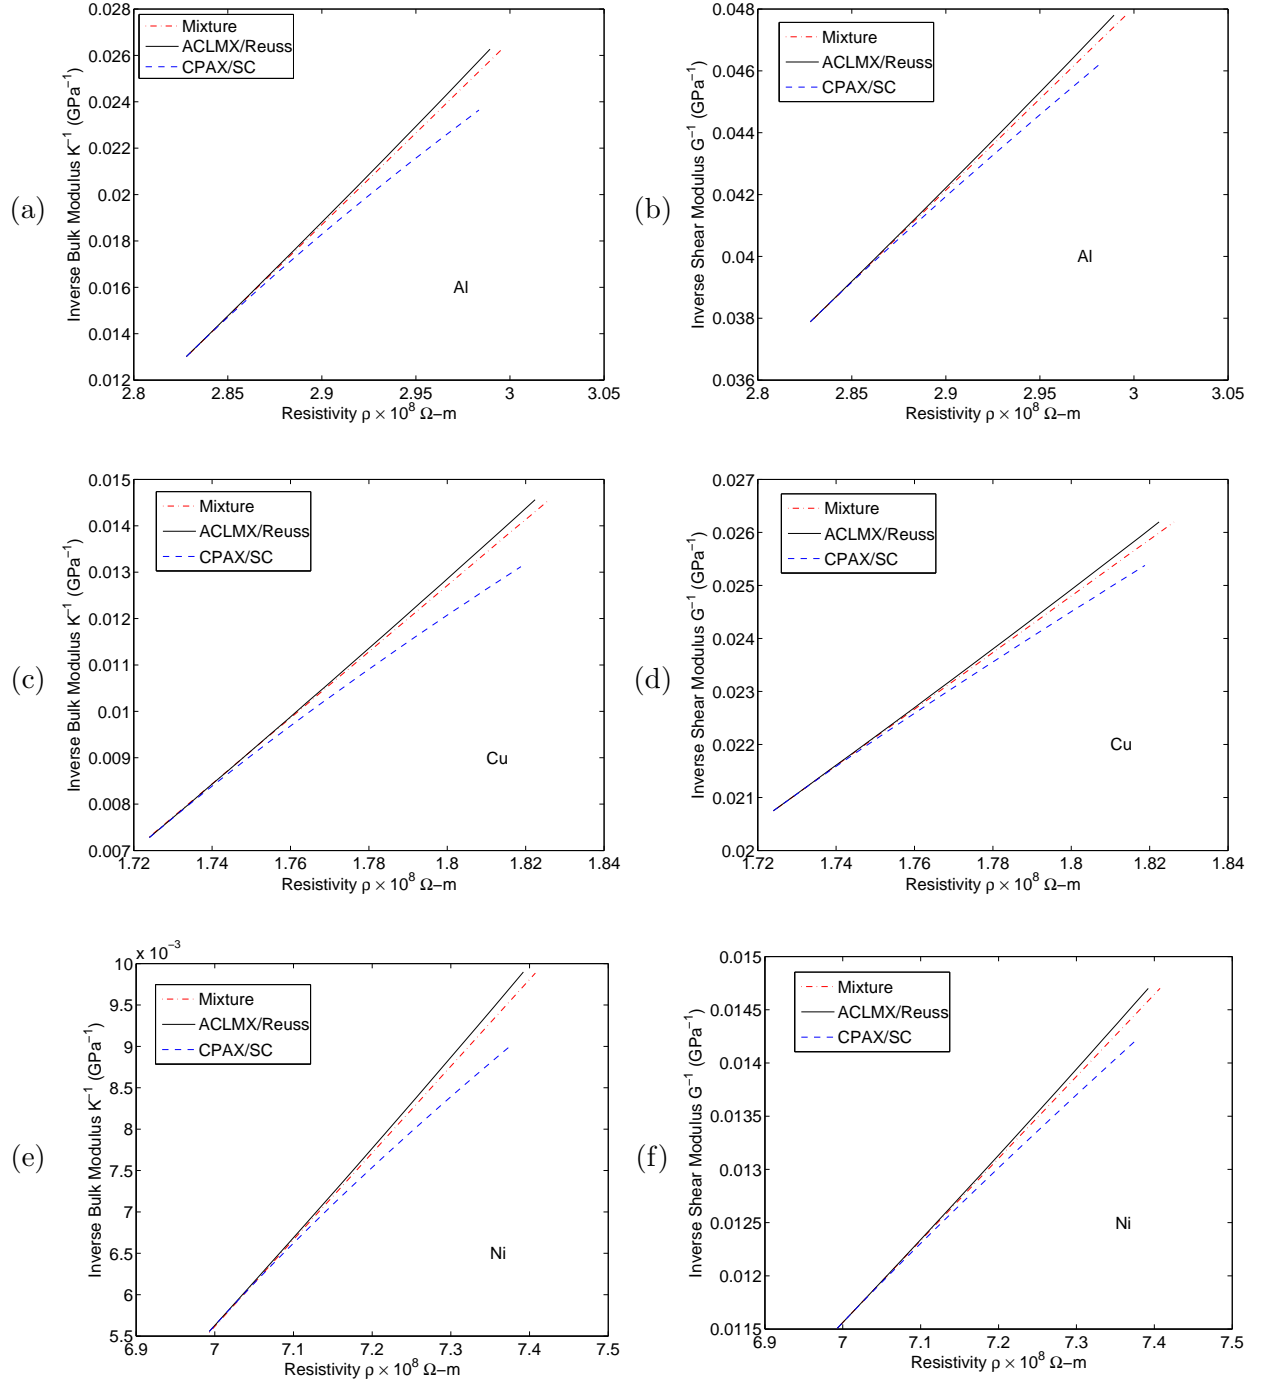 (a)
Inverse Bulk Modulus K⁻¹ (GPa⁻¹)
0.028
0.026
0.024
0.022
0.02
0.018
0.016
0.014
0.012
Mixture
ACLMX/Reuss
CPAX/SC
Al
2.8 2.85 2.9 2.95 3 3.05
Resistivity ρ × 10⁸ Ω−m
(b)
Inverse Shear Modulus G⁻¹ (GPa⁻¹)
0.048
0.046
0.044
0.042
0.04
0.038
0.036
Mixture
ACLMX/Reuss
CPAX/SC
Al
2.8 2.85 2.9 2.95 3 3.05
Resistivity ρ × 10⁸ Ω−m
(c)
Inverse Bulk Modulus K⁻¹ (GPa⁻¹)
0.015
0.014
0.013
0.012
0.011
0.01
0.009
0.008
0.007
Mixture
ACLMX/Reuss
CPAX/SC
Cu
1.72 1.74 1.76 1.78 1.8 1.82 1.84
Resistivity ρ × 10⁸ Ω−m
(d)
Inverse Shear Modulus G⁻¹ (GPa⁻¹)
0.027
0.026
0.025
0.024
0.023
0.022
0.021
0.02
Mixture
ACLMX/Reuss
CPAX/SC
Cu
1.72 1.74 1.76 1.78 1.8 1.82 1.84
Resistivity ρ × 10⁸ Ω−m
(e)
Inverse Bulk Modulus K⁻¹ (GPa⁻¹)
x 10⁻³
10
9.5
9
8.5
8
7.5
7
6.5
6
5.5
Mixture
ACLMX/Reuss
CPAX/SC
Ni
6.9 7 7.1 7.2 7.3 7.4 7.5
Resistivity ρ × 10⁸ Ω−m
(f)
Inverse Shear Modulus G⁻¹ (GPa⁻¹)
0.015
0.0145
0.014
0.0135
0.013
0.0125
0.012
0.0115
Mixture
ACLMX/Reuss
CPAX/SC
Ni
6.9 7 7.1 7.2 7.3 7.4 7.5
Resistivity ρ × 10⁸ Ω−m